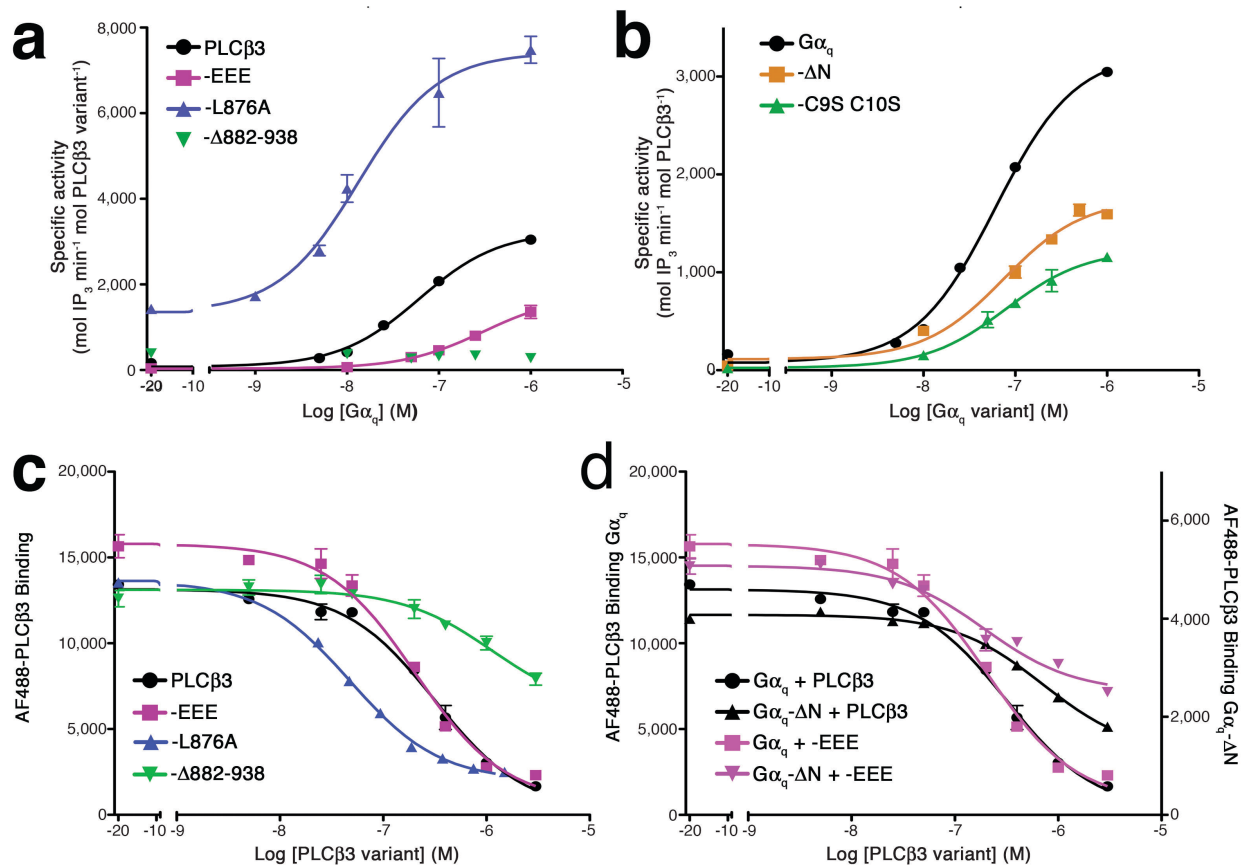 a
8,000
6,000
4,000
2,000
0
Specific activity
(mol IP₃ min⁻¹ mol PLCβ3 variant⁻¹)
PLCβ3
-EEE
-L876A
-Δ882-938
-20
-10
-9
-8
-7
-6
-5
Log [Gαq] (M)
b
3,000
2,000
1,000
0
Specific activity
(mol IP₃ min⁻¹ mol PLCβ3⁻¹)
Gαq
-ΔN
-C9S C10S
-20
-10
-9
-8
-7
-6
-5
Log [Gαq variant] (M)
c
20,000
15,000
10,000
5,000
0
AF488-PLCβ3 Binding
PLCβ3
-EEE
-L876A
-Δ882-938
-20
-10
-9
-8
-7
-6
-5
Log [PLCβ3 variant] (M)
d
20,000
15,000
10,000
5,000
0
AF488-PLCβ3 Binding Gαq
Gαq + PLCβ3
Gαq-ΔN + PLCβ3
Gαq + -EEE
Gαq-ΔN + -EEE
6,000
4,000
2,000
0
AF488-PLCβ3 Binding Gαq-ΔN
-20
-10
-9
-8
-7
-6
-5
Log [PLCβ3 variant] (M)